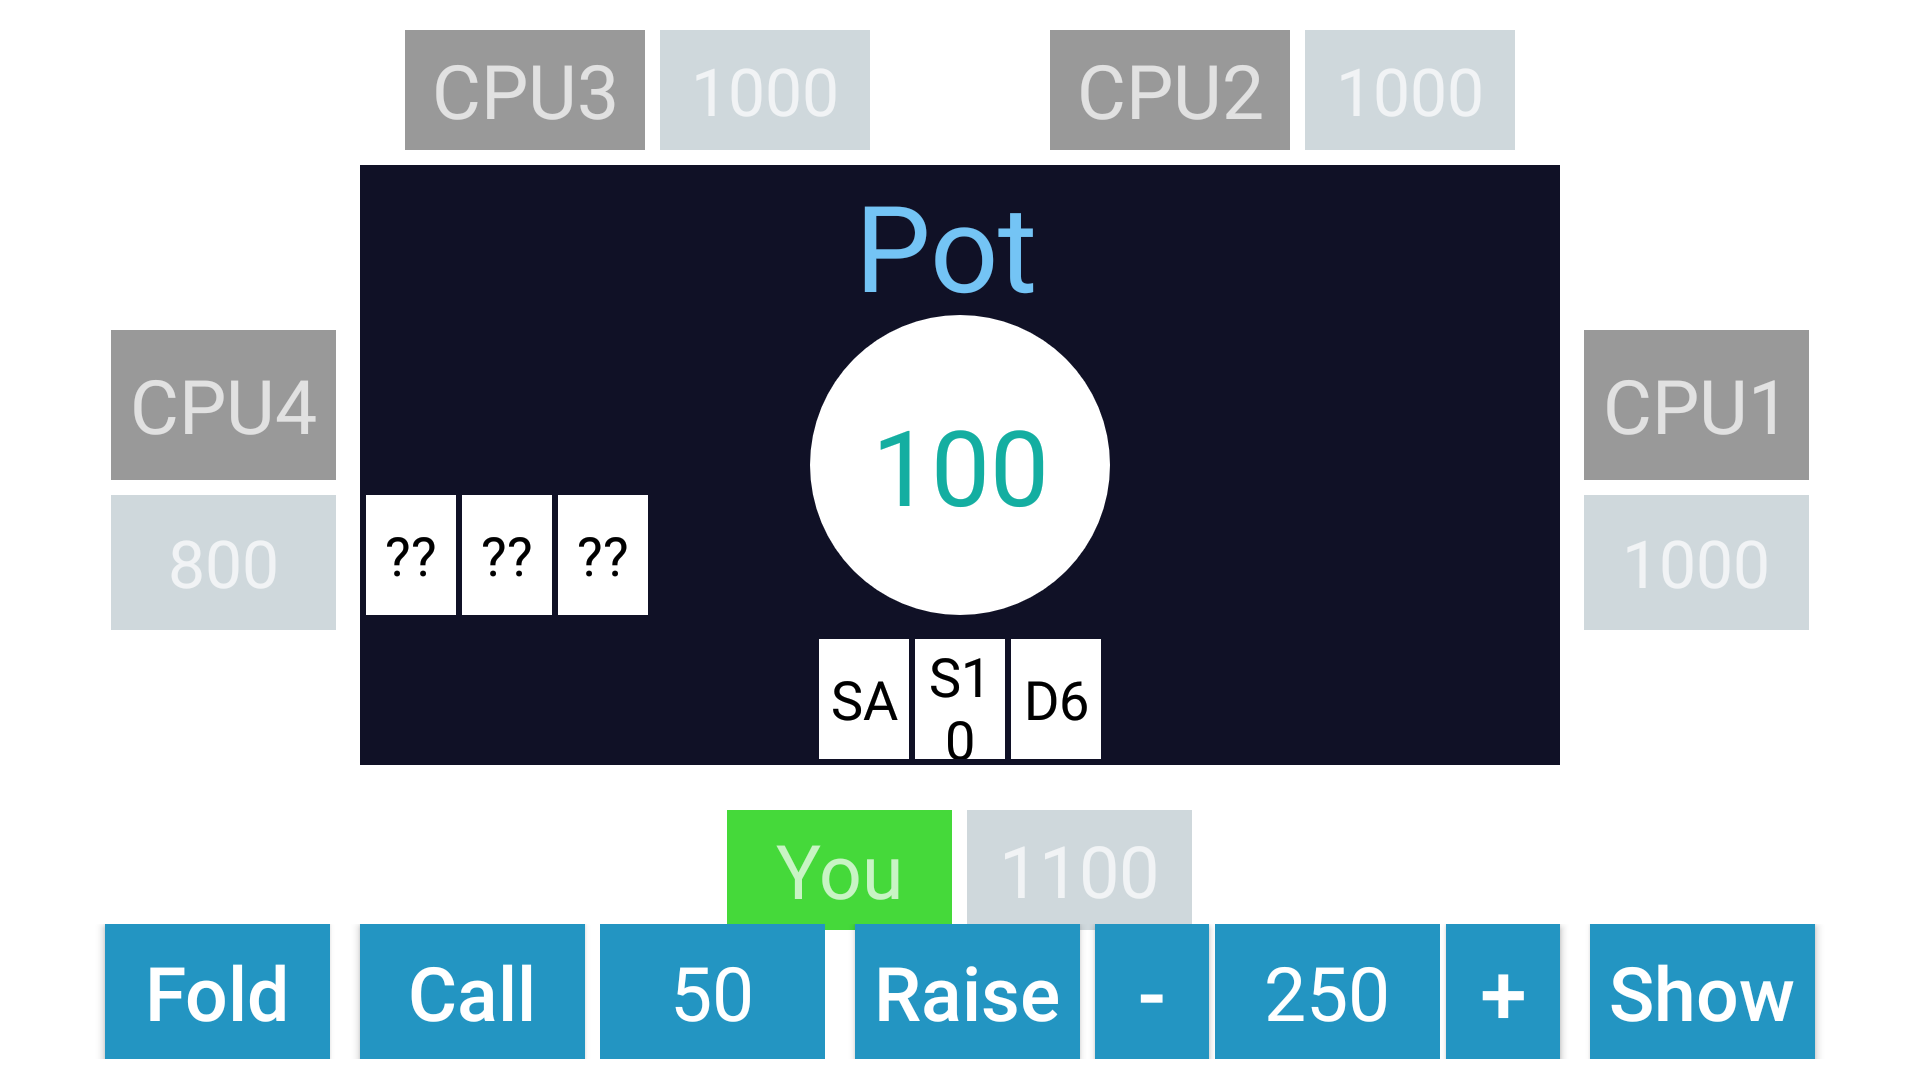 CPU3 1000 CPU2 1000
Pot
CPU4
CPU1
100
800
?? ?? ??
1000
SA S1
0 D6
You 1100
Fold Call 50 Raise - 250 + Show